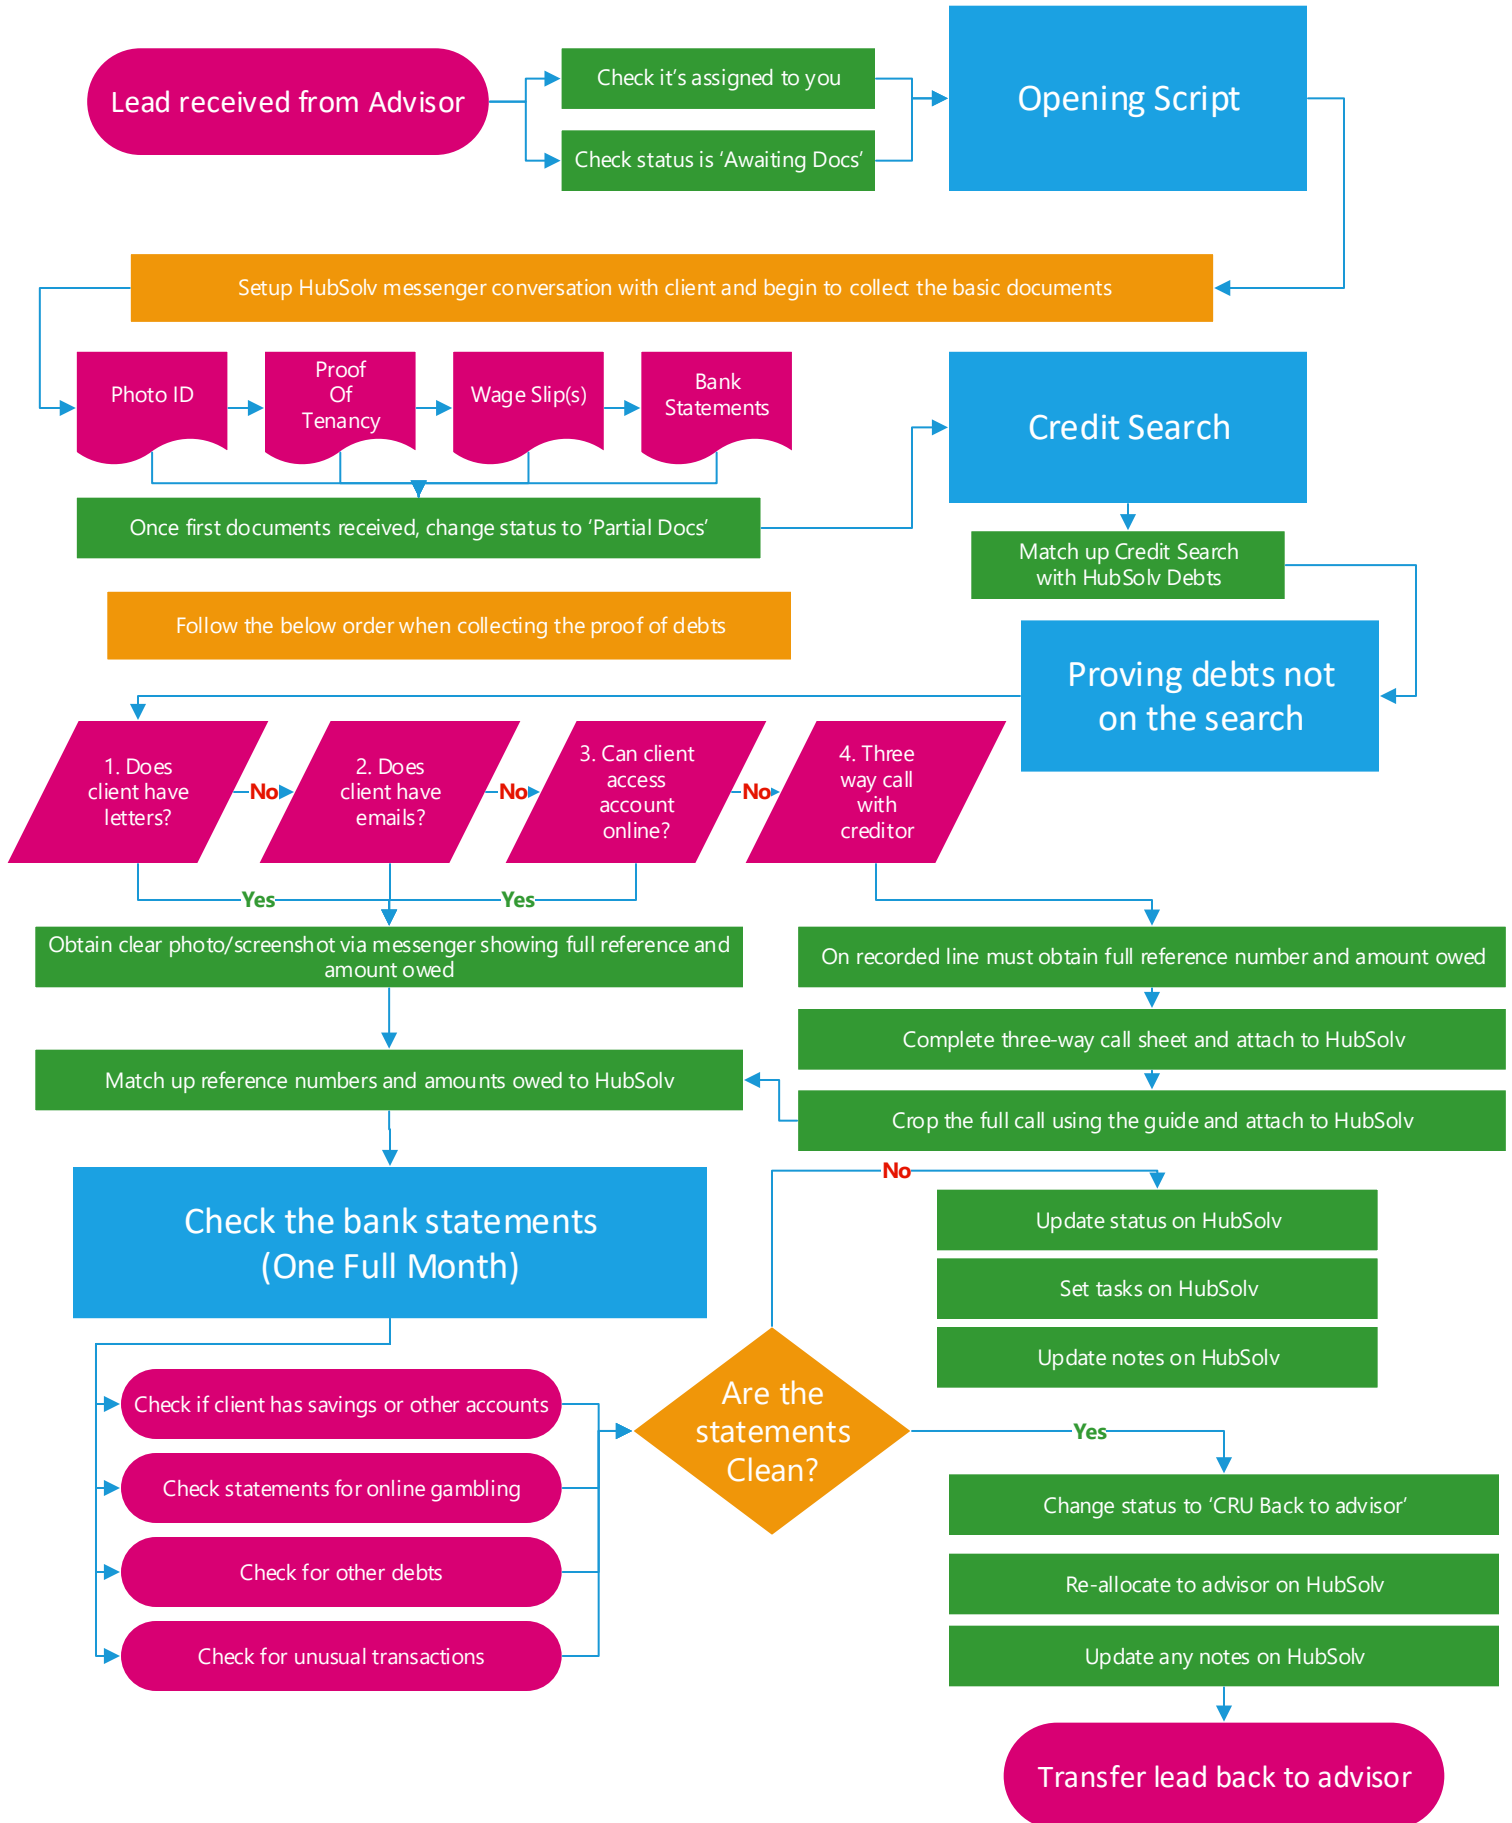 Lead received from Advisor
Check it’s assigned to you
Check status is ‘Awaiting Docs’
Opening Script
Setup HubSolv messenger conversation with client and begin to collect the basic documents
Photo ID
Proof
Of
Tenancy
Wage Slip(s)
Bank
Statements
Credit Search
Once first documents received, change status to ‘Partial Docs’
Match up Credit Search
with HubSolv Debts
Follow the below order when collecting the proof of debts
Proving debts not
on the search
1. Does
client have
letters?
No
2. Does
client have
emails?
No
3. Can client
access
account
online?
No
4. Three
way call
with
creditor
Yes
Yes
Obtain clear photo/screenshot via messenger showing full reference and
amount owed
On recorded line must obtain full reference number and amount owed
Complete three-way call sheet and attach to HubSolv
Match up reference numbers and amounts owed to HubSolv
Crop the full call using the guide and attach to HubSolv
Check the bank statements
(One Full Month)
No
Update status on HubSolv
Set tasks on HubSolv
Update notes on HubSolv
Check if client has savings or other accounts
Check statements for online gambling
Check for other debts
Check for unusual transactions
Are the
statements
Clean?
Yes
Change status to ‘CRU Back to advisor’
Re-allocate to advisor on HubSolv
Update any notes on HubSolv
Transfer lead back to advisor